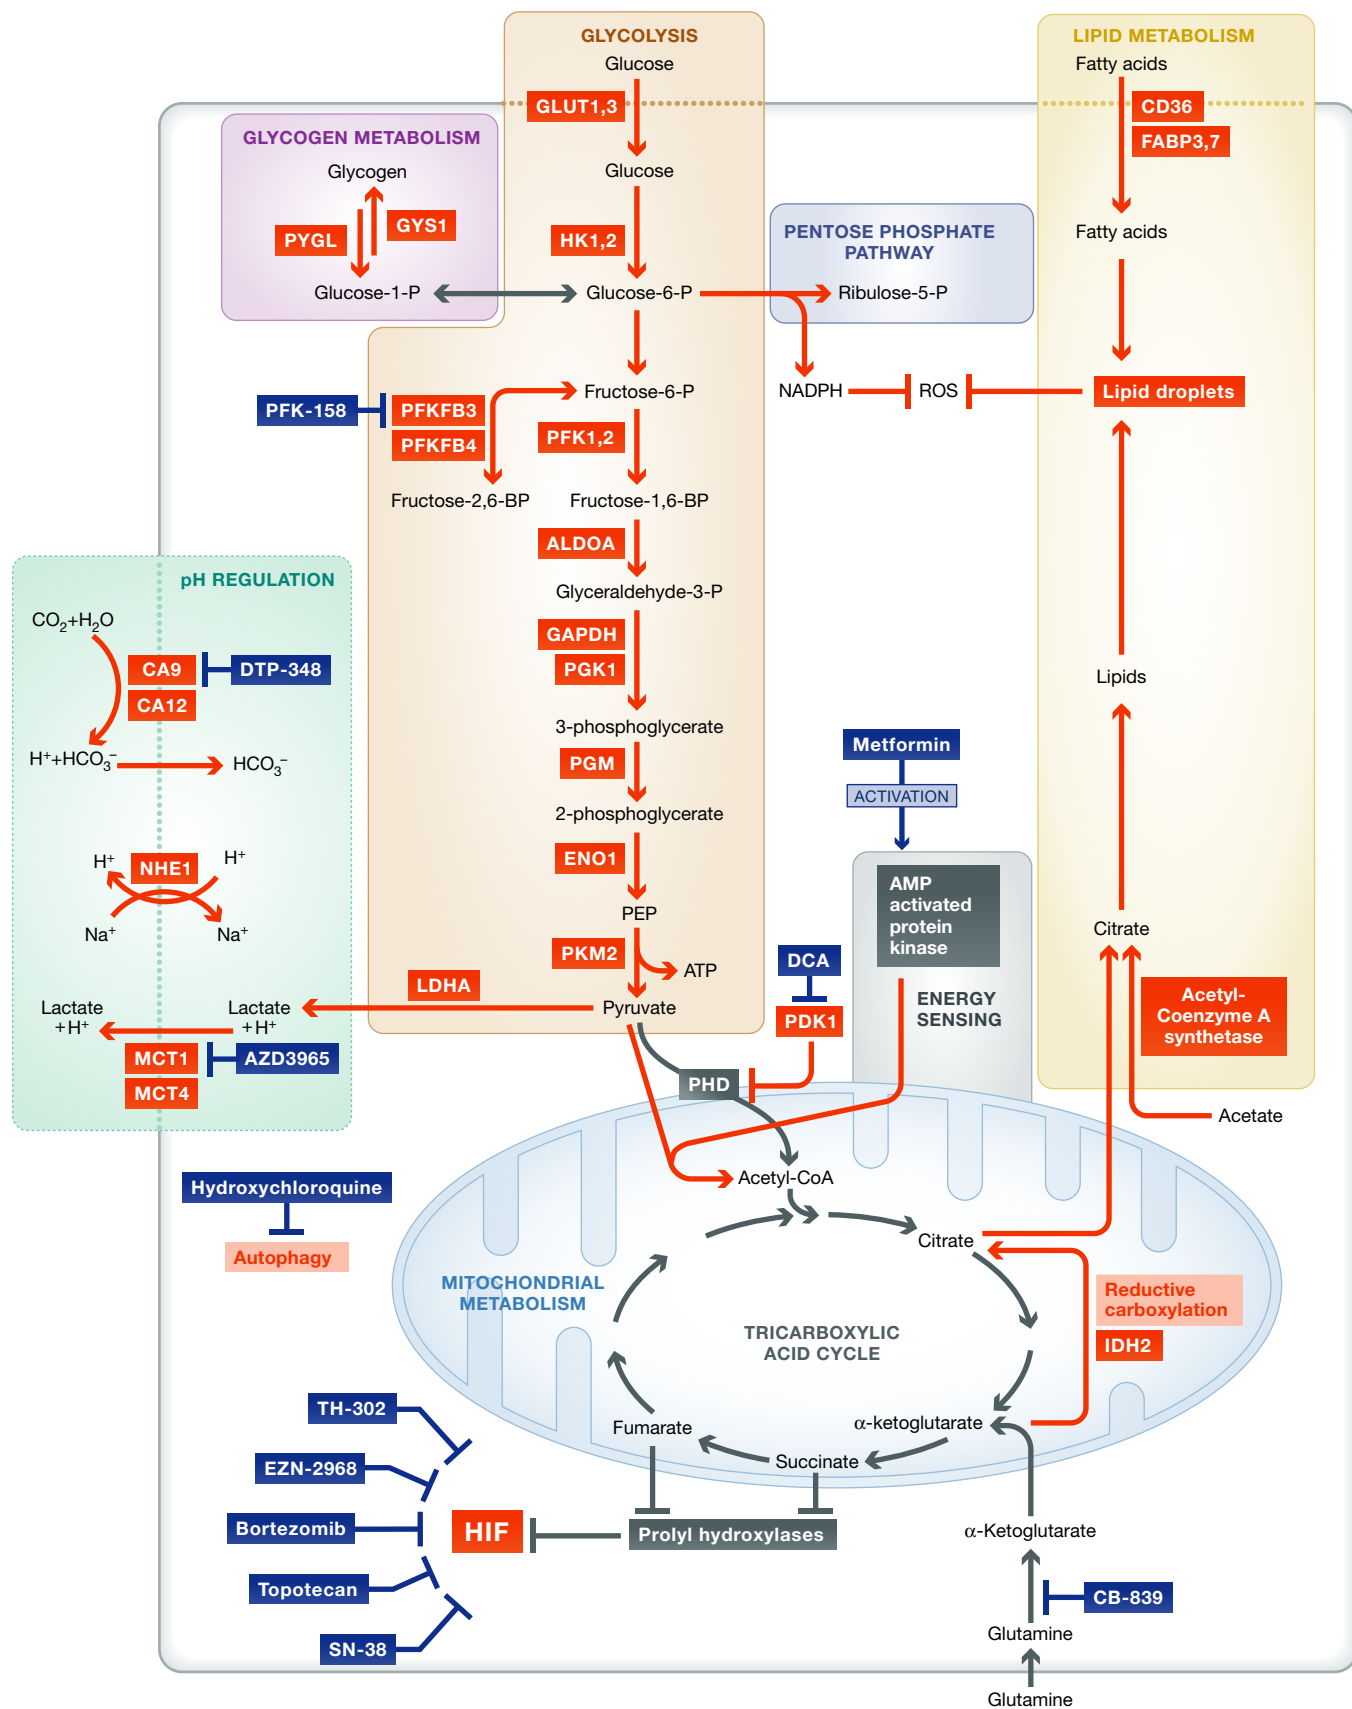 GLYCOLYSIS
Glucose
GLUT1,3
Glucose
HK1,2
Glucose-6-P
Fructose-6-P
PFK-158
PFKFB3
PFKFB4
PFK1,2
Fructose-2,6-BP
Fructose-1,6-BP
ALDOA
Glyceraldehyde-3-P
GAPDH
PGK1
3-phosphoglycerate
PGM
2-phosphoglycerate
ENO1
PEP
PKM2
ATP
LDHA
Pyruvate
GLYCOGEN METABOLISM
Glycogen
PYGL
GYS1
Glucose-1-P
PENTOSE PHOSPHATE
PATHWAY
Ribulose-5-P
NADPH
ROS
LIPID METABOLISM
Fatty acids
CD36
FABP3,7
Fatty acids
Lipid droplets
Lipids
Citrate
Acetyl-
Coenzyme A
synthetase
Acetate
pH REGULATION
CO₂+H₂O
CA9
DTP-348
CA12
H⁺+HCO₃⁻
HCO₃⁻
H⁺
NHE1
H⁺
Na⁺
Na⁺
Lactate
+H⁺
Lactate
+H⁺
MCT1
AZD3965
MCT4
Metformin
ACTIVATION
AMP
activated
protein
kinase
ENERGY
SENSING
DCA
PDK1
PHD
Hydroxychloroquine
Autophagy
Acetyl-CoA
Citrate
MITOCHONDRIAL
METABOLISM
TRICARBOXYLIC
ACID CYCLE
Reductive
carboxylation
IDH2
Fumarate
α-ketoglutarate
Succinate
TH-302
EZN-2968
Bortezomib
Topotecan
SN-38
HIF
Prolyl hydroxylases
α-Ketoglutarate
CB-839
Glutamine
Glutamine